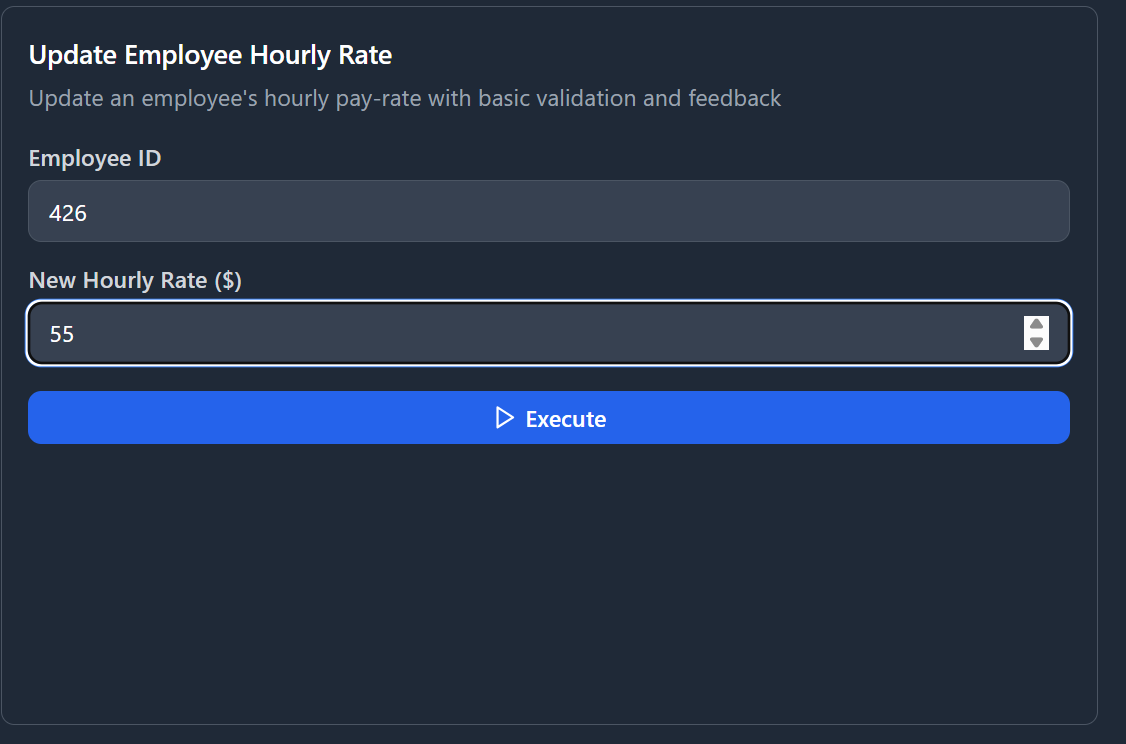 Update Employee Hourly Rate
Update an employee's hourly pay-rate with basic validation and feedback
Employee ID
426
New Hourly Rate ($)
55
Execute